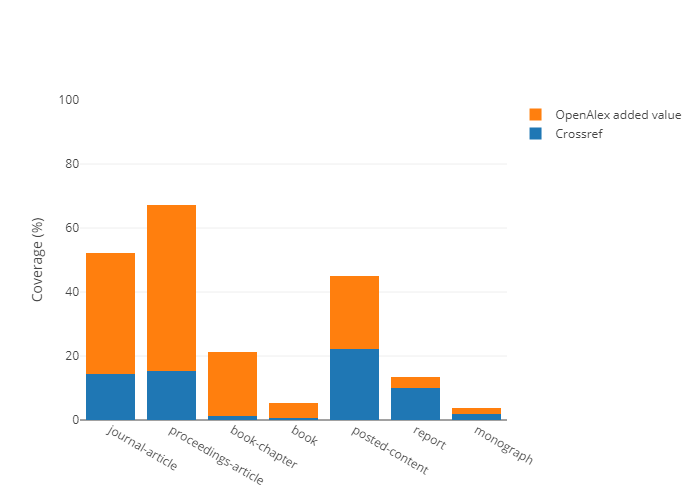 100
80
60
40
20
0
Coverage (%)
journal-article
proceedings-article
book-chapter
book
posted-content
report
monograph
OpenAlex added value
Crossref